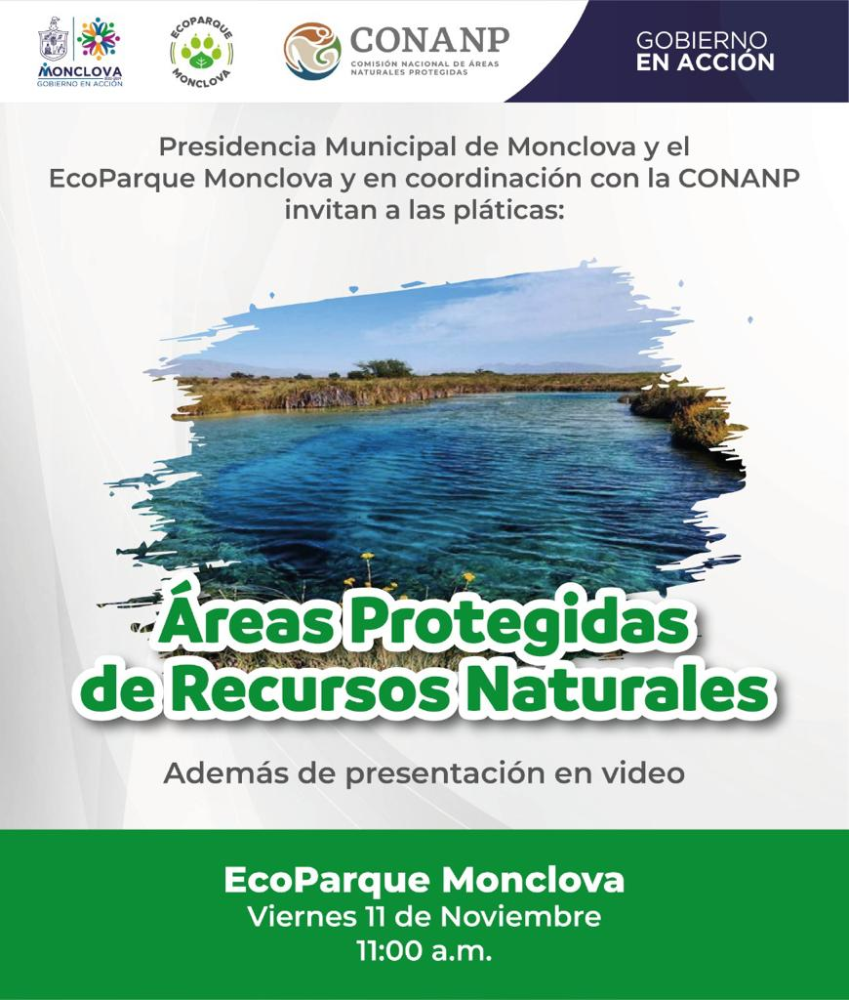 MONCLOVA
GOBIERNO EN ACCIÓN
ECOPARQUE
MONCLOVA
CONANP
COMISIÓN NACIONAL DE ÁREAS
NATURALES PROTEGIDAS
GOBIERNO
EN ACCIÓN
Presidencia Municipal de Monclova y el
EcoParque Monclova y en coordinación con la CONANP
invitan a las pláticas:
Áreas Protegidas
de Recursos Naturales
Además de presentación en video
EcoParque Monclova
Viernes 11 de Noviembre
11:00 a.m.